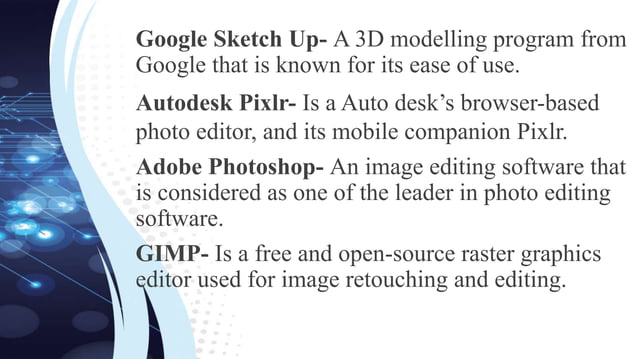 Google Sketch Up- A 3D modelling program from
Google that is known for its ease of use.
Autodesk Pixlr- Is a Auto desk’s browser-based
photo editor, and its mobile companion Pixlr.
Adobe Photoshop- An image editing software that
is considered as one of the leader in photo editing
software.
GIMP- Is a free and open-source raster graphics
editor used for image retouching and editing.